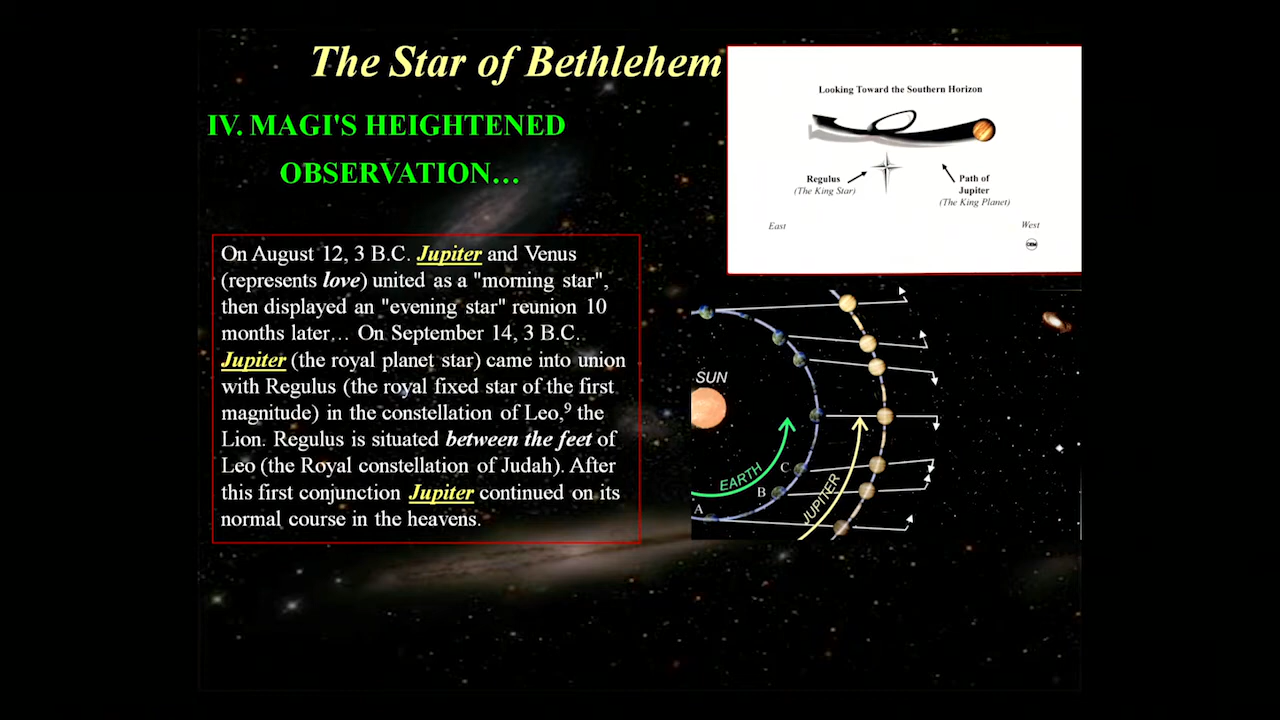 The Star of Bethlehem
IV. MAGI'S HEIGHTENED
OBSERVATION…
On August 12, 3 B.C. Jupiter and Venus
(represents love) united as a "morning star",
then displayed an "evening star" reunion 10
months later… On September 14, 3 B.C.
Jupiter (the royal planet star) came into union
with Regulus (the royal fixed star of the first
magnitude) in the constellation of Leo,⁹ the
Lion. Regulus is situated between the feet of
Leo (the Royal constellation of Judah). After
this first conjunction Jupiter continued on its
normal course in the heavens.
Looking Toward the Southern Horizon
Regulus
(The King Star)
Path of
Jupiter
(The King Planet)
East
West
SUN
EARTH
JUPITER
C
B
A